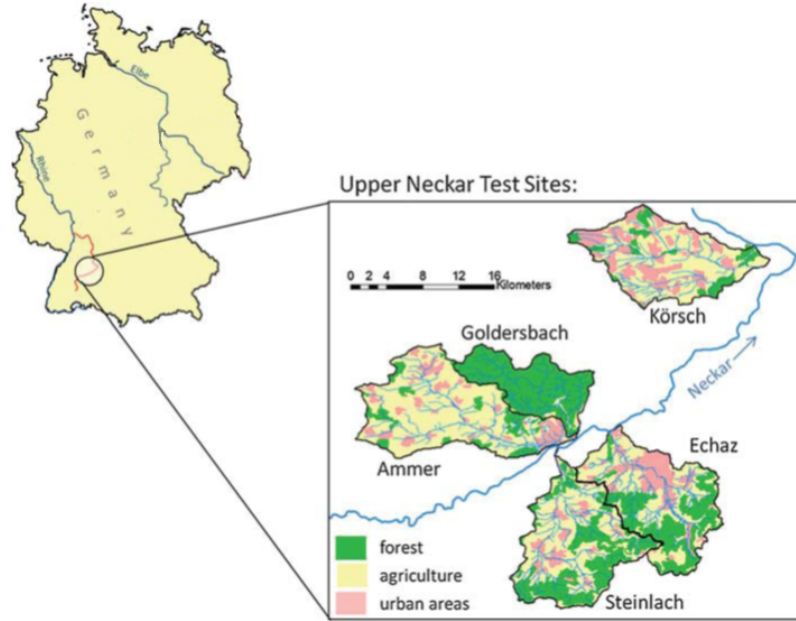 Elbe
Germany
Rhine
Upper Neckar Test Sites:
0 2 4 8 12 16
Kilometers
Körsch
Goldersbach
Neckar
Echaz
Ammer
forest
agriculture
urban areas
Steinlach